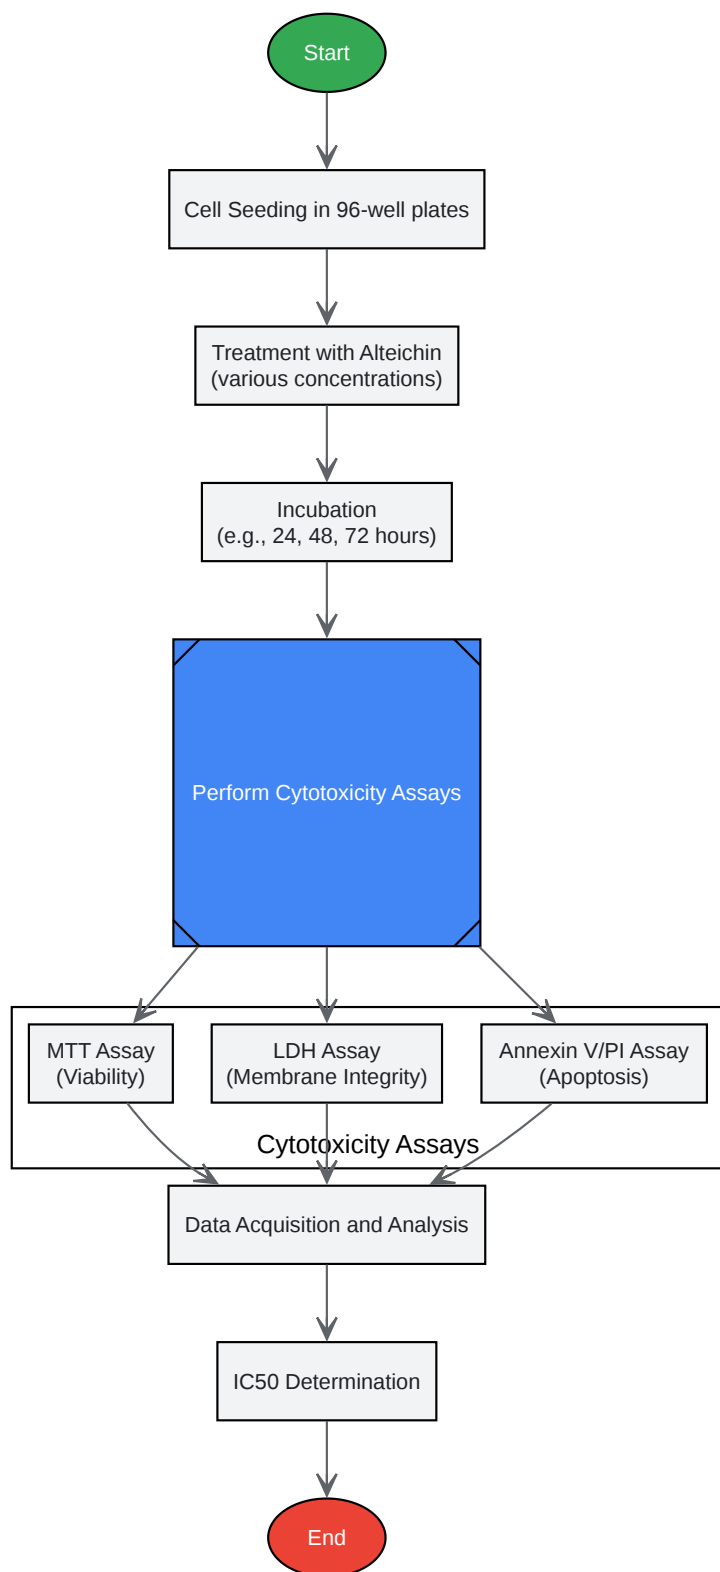 Start
Cell Seeding in 96-well plates
Treatment with Alteichin
(various concentrations)
Incubation
(e.g., 24, 48, 72 hours)
Perform Cytotoxicity Assays
MTT Assay
(Viability)
LDH Assay
(Membrane Integrity)
Annexin V/PI Assay
(Apoptosis)
Cytotoxicity Assays
Data Acquisition and Analysis
IC50 Determination
End